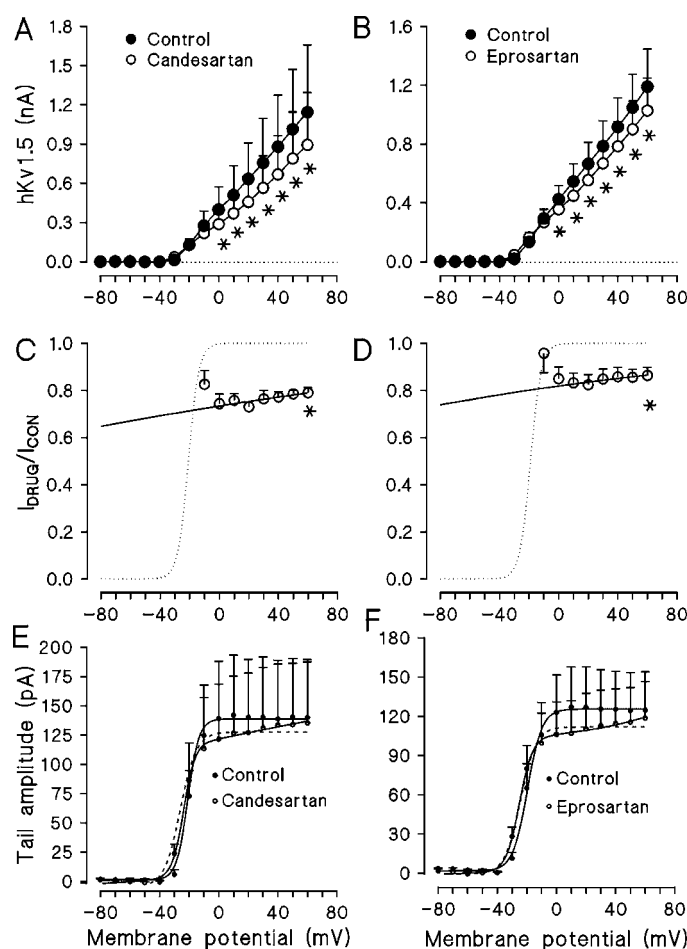 A
B
Control
Candesartan
Control
Eprosartan
hKv1.5 (nA)
1.8
1.5
1.2
0.9
0.6
0.3
0.0
1.6
1.2
0.8
0.4
0.0
* * * * * * *
* * * * * * *
−80 −40 0 40 80
−80 −40 0 40 80
C
D
I_DRUG/I_CON
1.0
0.8
0.6
0.4
0.2
0.0
1.0
0.8
0.6
0.4
0.2
0.0
*
*
−80 −40 0 40 80
−80 −40 0 40 80
E
F
Tail amplitude (pA)
200
175
150
125
100
75
50
25
0
180
150
120
90
60
30
0
Control
Candesartan
Control
Eprosartan
−80 −40 0 40 80
−80 −40 0 40 80
Membrane potential (mV)
Membrane potential (mV)